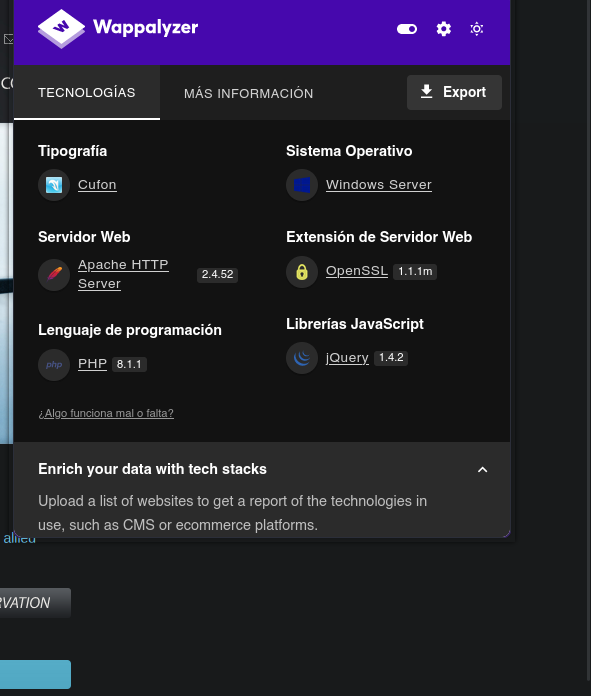 Wappalyzer
TECNOLOGÍAS
MÁS INFORMACIÓN
Export
Tipografía
Cufon
Sistema Operativo
Windows Server
Servidor Web
Apache HTTP
Server
2.4.52
Extensión de Servidor Web
OpenSSL 1.1.1m
Lenguaje de programación
php
PHP 8.1.1
Librerías JavaScript
jQuery 1.4.2
¿Algo funciona mal o falta?
Enrich your data with tech stacks
Upload a list of websites to get a report of the technologies in
use, such as CMS or ecommerce platforms.
allied
RVATION